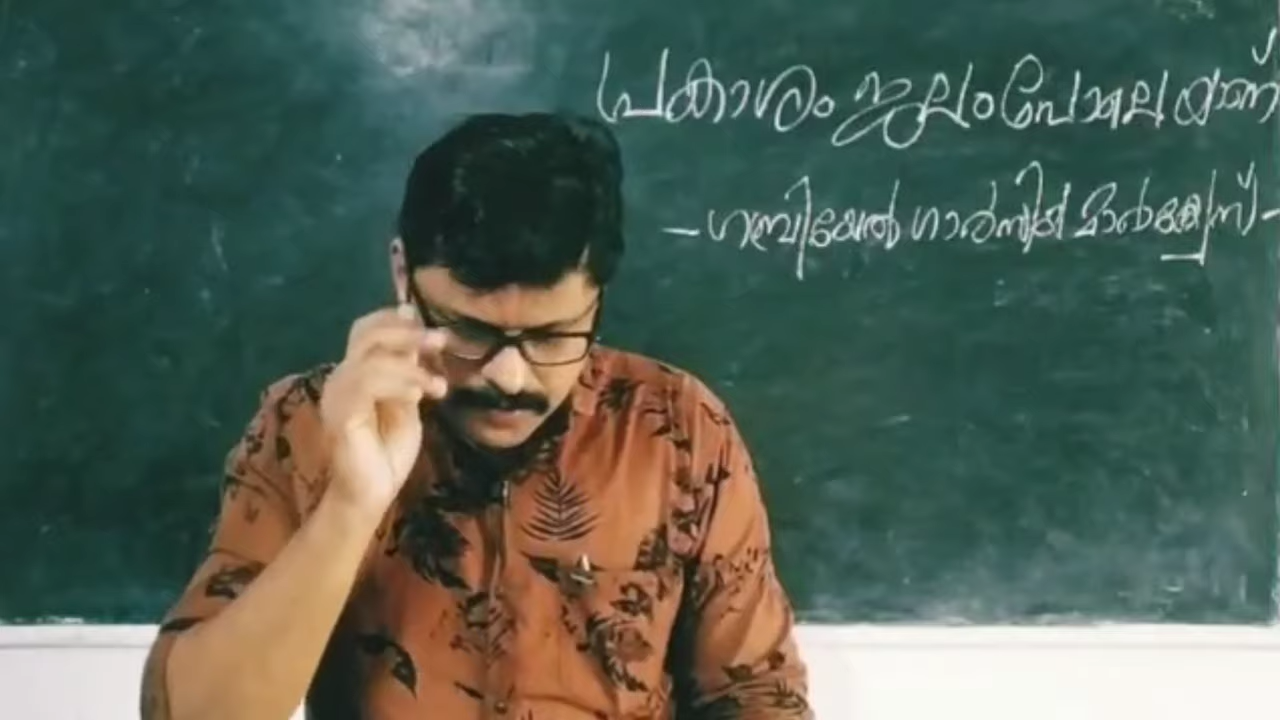 പ്രകാശം ജലംപോലെയാണ്
- ഗബ്രിയേൽ ഗാർസിയ മാർക്കേസ് -